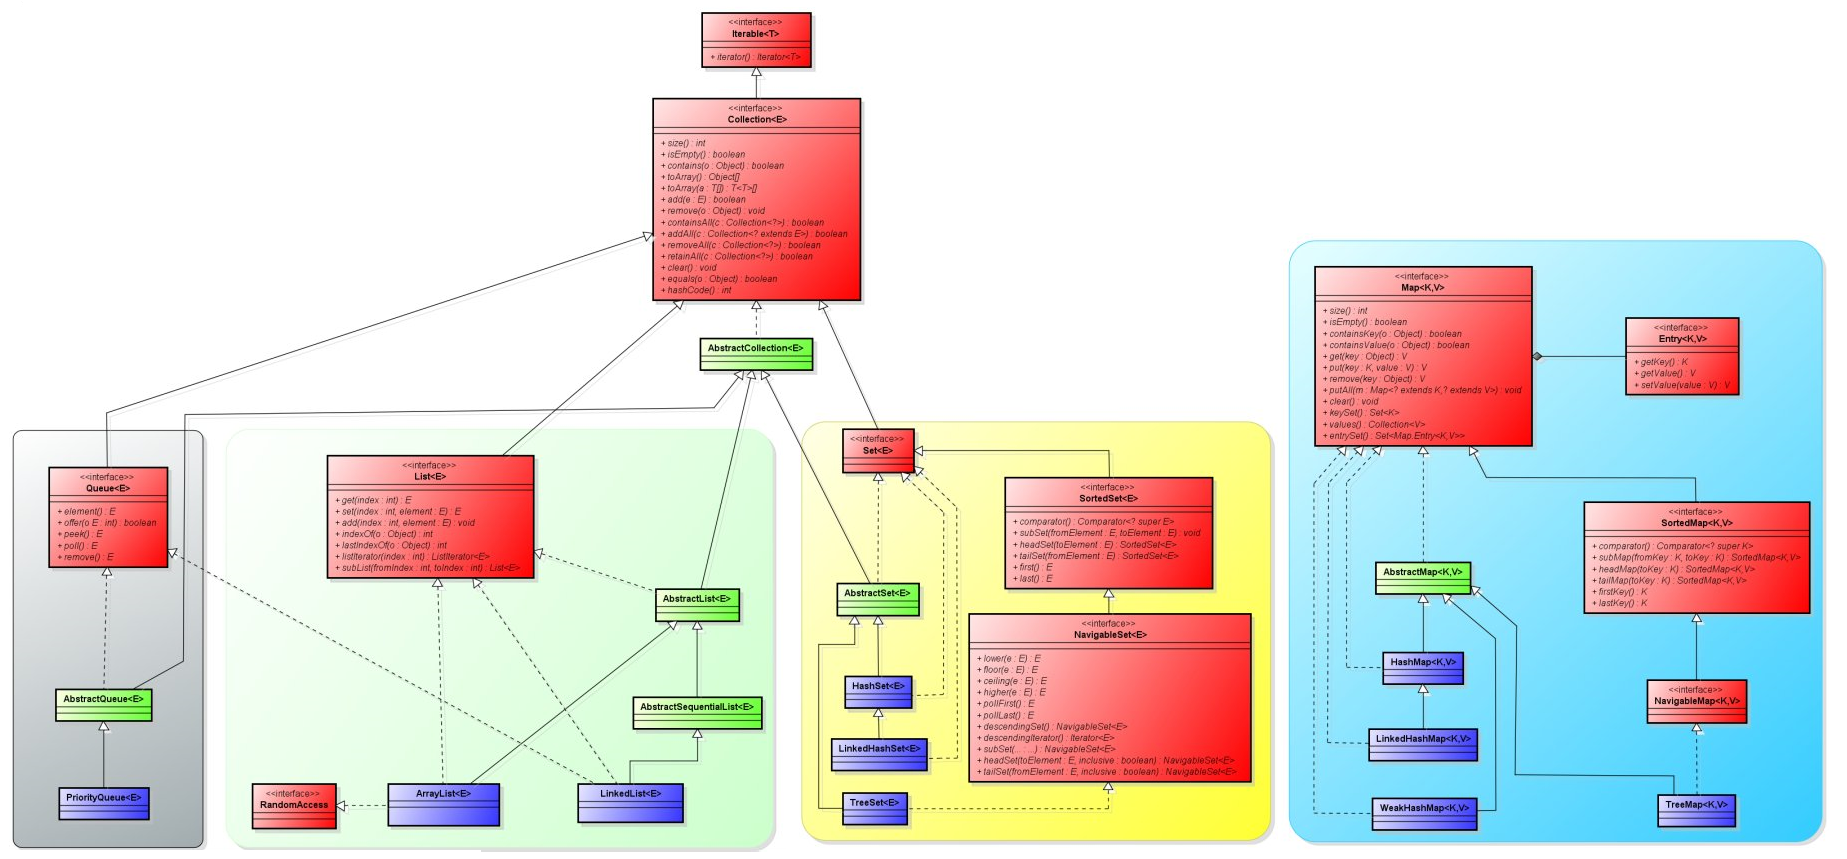 <<interface>>
Iterable<T>
+ iterator() : Iterator<T>
<<interface>>
Collection<E>
+ size() : int
+ isEmpty() : boolean
+ contains(o : Object) : boolean
+ toArray() : Object[]
+ toArray(a : T[]) : T<T>[]
+ add(e : E) : boolean
+ remove(o : Object) : void
+ containsAll(c : Collection<?>) : boolean
+ addAll(c : Collection<? extends E>) : boolean
+ removeAll(c : Collection<?>) : boolean
+ retainAll(c : Collection<?>) : boolean
+ clear() : void
+ equals(o : Object) : boolean
+ hashCode() : int
AbstractCollection<E>
<<interface>>
Queue<E>
+ element() : E
+ offer(o E : int) : boolean
+ peek() : E
+ poll() : E
+ remove() : E
AbstractQueue<E>
PriorityQueue<E>
<<interface>>
List<E>
+ get(index : int) : E
+ set(index : int, element : E) : E
+ add(index : int, element : E) : void
+ indexOf(o : Object) : int
+ lastIndexOf(o : Object) : int
+ listIterator(index : int) : ListIterator<E>
+ subList(fromIndex : int, toIndex : int) : List<E>
AbstractList<E>
AbstractSequentialList<E>
<<interface>>
RandomAccess
ArrayList<E>
LinkedList<E>
<<interface>>
Set<E>
<<interface>>
SortedSet<E>
+ comparator() : Comparator<? super E>
+ subSet(fromElement : E, toElement : E) : void
+ headSet(toElement : E) : SortedSet<E>
+ tailSet(fromElement : E) : SortedSet<E>
+ first() : E
+ last() : E
AbstractSet<E>
<<interface>>
NavigableSet<E>
+ lower(e : E) : E
+ floor(e : E) : E
+ ceiling(e : E) : E
+ higher(e : E) : E
+ pollFirst() : E
+ pollLast() : E
+ descendingSet() : NavigableSet<E>
+ descendingIterator() : Iterator<E>
+ subSet(... : ...) : NavigableSet<E>
+ headSet(toElement : E, inclusive : boolean) : NavigableSet<E>
+ tailSet(fromElement : E, inclusive : boolean) : NavigableSet<E>
HashSet<E>
LinkedHashSet<E>
TreeSet<E>
<<interface>>
Map<K,V>
+ size() : int
+ isEmpty() : boolean
+ containsKey(o : Object) : boolean
+ containsValue(o : Object) : boolean
+ get(key : Object) : V
+ put(key : K, value : V) : V
+ remove(key : Object) : V
+ putAll(m : Map<? extends K,? extends V>) : void
+ clear() : void
+ keySet() : Set<K>
+ values() : Collection<V>
+ entrySet() : Set<Map.Entry<K,V>>
<<interface>>
Entry<K,V>
+ getKey() : K
+ getValue() : V
+ setValue(value : V) : V
<<interface>>
SortedMap<K,V>
+ comparator() : Comparator<? super K>
+ subMap(fromKey : K, toKey : K) : SortedMap<K,V>
+ headMap(toKey : K) : SortedMap<K,V>
+ tailMap(toKey : K) : SortedMap<K,V>
+ firstKey() : K
+ lastKey() : K
AbstractMap<K,V>
HashMap<K,V>
<<interface>>
NavigableMap<K,V>
LinkedHashMap<K,V>
WeakHashMap<K,V>
TreeMap<K,V>